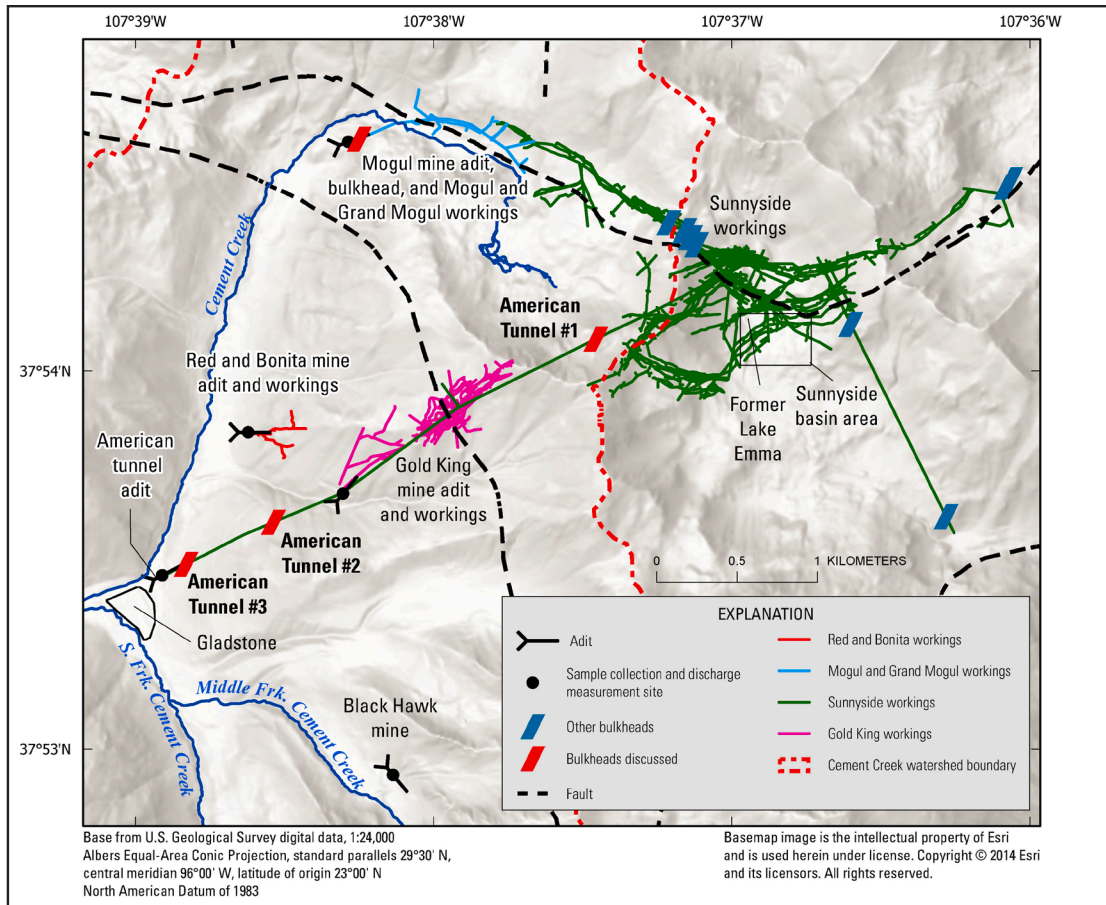 107°39'W
107°38'W
107°37'W
107°36'W
Mogul mine adit,
bulkhead, and Mogul and
Grand Mogul workings
Sunnyside
workings
Cement Creek
American
Tunnel #1
Red and Bonita mine
adit and workings
37°54'N
Former
Lake
Emma
Sunnyside
basin area
American
tunnel
adit
Gold King
mine adit
and workings
American
Tunnel #2
American
Tunnel #3
Gladstone
0 0.5 1 KILOMETERS
S. Frk. Cement Creek
Middle Frk. Cement Creek
Black Hawk
mine
37°53'N
EXPLANATION
Adit
Sample collection and discharge
measurement site
Other bulkheads
Bulkheads discussed
Fault
Red and Bonita workings
Mogul and Grand Mogul workings
Sunnyside workings
Gold King workings
Cement Creek watershed boundary
Base from U.S. Geological Survey digital data, 1:24,000
Albers Equal-Area Conic Projection, standard parallels 29°30' N,
central meridian 96°00' W, latitude of origin 23°00' N
North American Datum of 1983
Basemap image is the intellectual property of Esri
and is used herein under license. Copyright © 2014 Esri
and its licensors. All rights reserved.